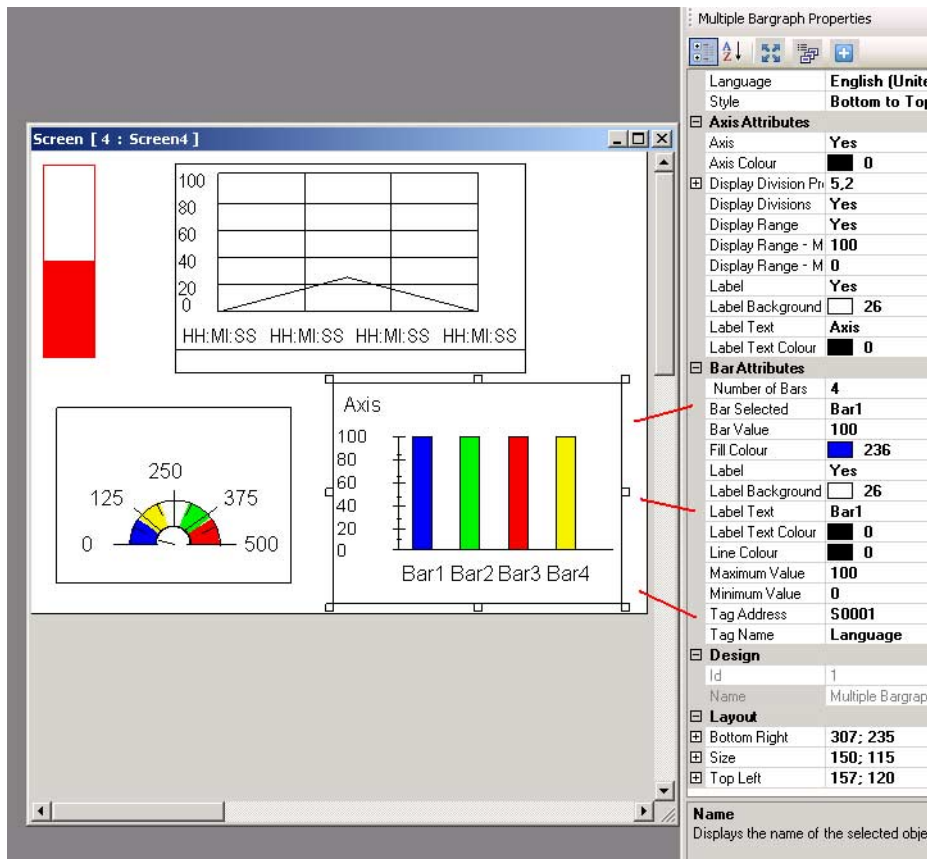 Multiple Bargraph Properties
Language English (Unite
Style Bottom to Top
Axis Attributes
Axis Yes
Axis Colour 0
Display Division Pr 5,2
Display Divisions Yes
Display Range Yes
Display Range - M 100
Display Range - M 0
Label Yes
Label Background 26
Label Text Axis
Label Text Colour 0
Bar Attributes
Number of Bars 4
Bar Selected Bar1
Bar Value 100
Fill Colour 236
Label Yes
Label Background 26
Label Text Bar1
Label Text Colour 0
Line Colour 0
Maximum Value 100
Minimum Value 0
Tag Address S0001
Tag Name Language
Design
Id 1
Name Multiple Bargrap
Layout
Bottom Right 307; 235
Size 150; 115
Top Left 157; 120
Name
Displays the name of the selected obje
Screen [ 4 : Screen4 ]
100
80
60
40
20
0
HH:MI:SS HH:MI:SS HH:MI:SS HH:MI:SS
Axis
100
80
60
40
20
0
Bar1 Bar2 Bar3 Bar4
250
125 375
0 500